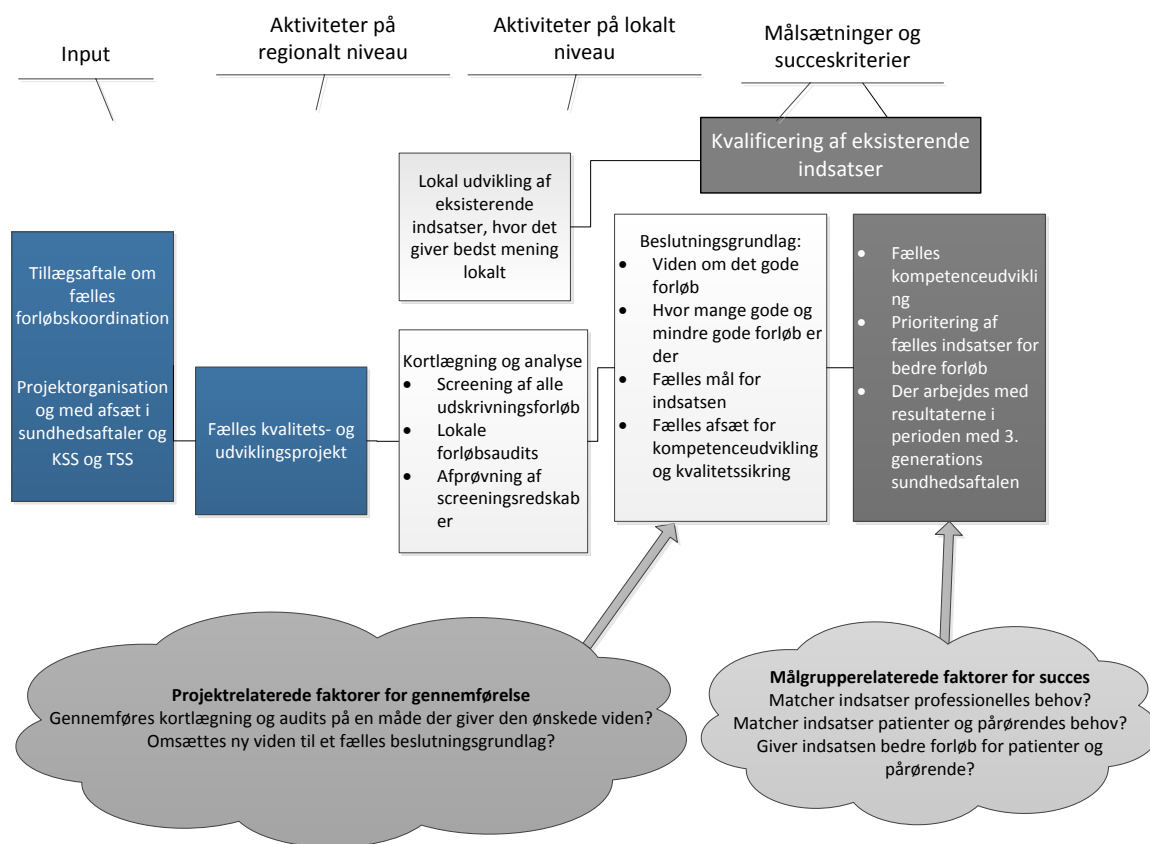 Input
Aktiviteter på
regionalt niveau
Aktiviteter på lokalt
niveau
Målsætninger og
succeskriterier
Kvalificering af eksisterende
indsatser
Lokal udvikling af
eksisterende
indsatser, hvor det
giver bedst mening
lokalt
Tillægsaftale om
fælles
forløbskoordination
Projektorganisation
og med afsæt i
sundhedsaftaler og
KSS og TSS
Fælles kvalitets- og
udviklingsprojekt
Kortlægning og analyse
• Screening af alle
udskrivningsforløb
• Lokale
forløbsaudits
• Afprøvning af
screeningsredskab
er
Beslutningsgrundlag:
• Viden om det gode
forløb
• Hvor mange gode og
mindre gode forløb er
der
• Fælles mål for
indsatsen
• Fælles afsæt for
kompetenceudvikling
og kvalitetssikring
• Fælles
kompetenceudvikli
ng
• Prioritering af
fælles indsatser for
bedre forløb
• Der arbejdes med
resultaterne i
perioden med 3.
generations
sundhedsaftalen
Projektrelaterede faktorer for gennemførelse
Gennemføres kortlægning og audits på en måde der giver den ønskede viden?
Omsættes ny viden til et fælles beslutningsgrundlag?
Målgrupperelaterede faktorer for succes
Matcher indsatser professionelles behov?
Matcher indsatser patienter og pårørendes behov?
Giver indsatsen bedre forløb for patienter og
pårørende?